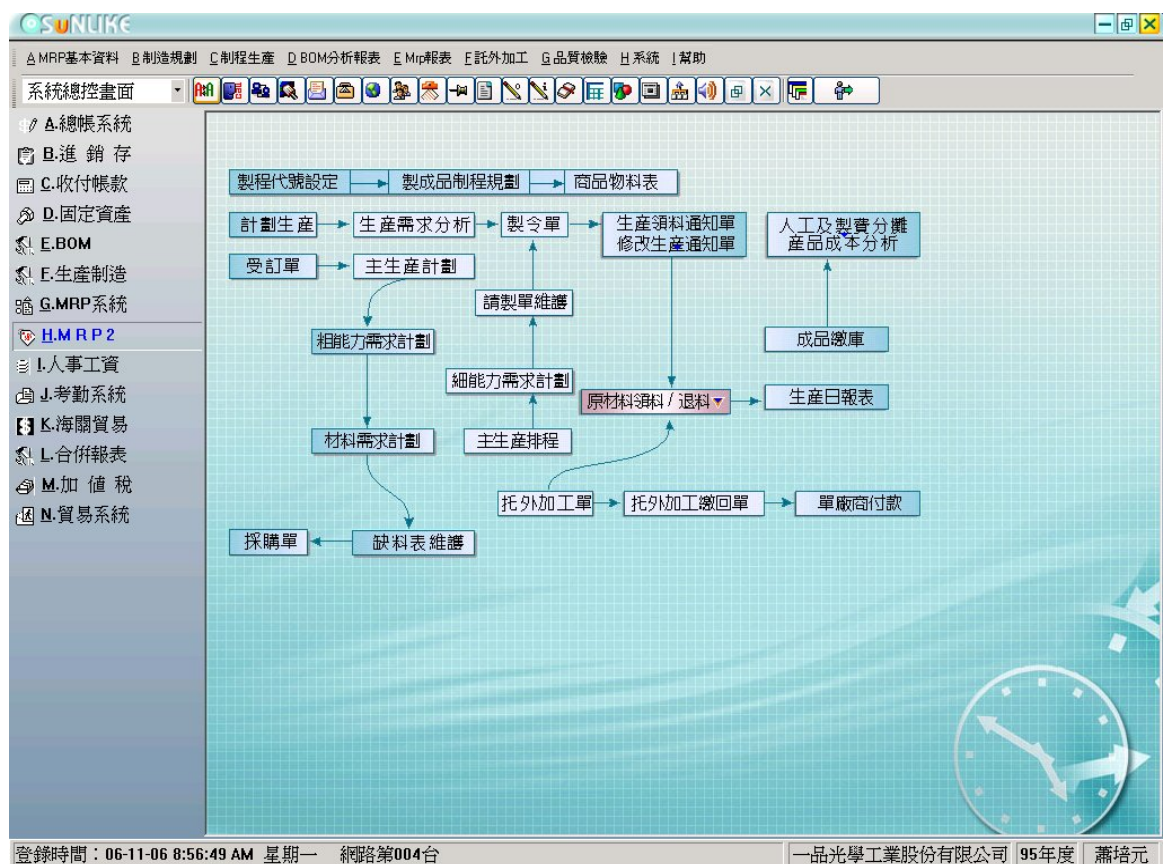 SUNLIKE
A MRP基本資料 B 制造規劃 C 制程生產 D BOM分析報表 E Mrp報表 F 託外加工 G 品質檢驗 H 系統 I 幫助
系統總控畫面
A.總帳系統
B.進 銷 存
C.收付帳款
D.固定資產
E.BOM
F.生產制造
G.MRP系統
H.M R P 2
I.人事工資
J.考勤系統
K.海關貿易
L.合併報表
M.加 值 稅
N.貿易系統
製程代號設定 製成品制程規劃 商品物料表
計劃生産 生産需求分析 製令單 生産領料通知單 人工及製費分攤
修改生産通知單 産品成本分析
受訂單 主生産計劃
請製單維護
粗能力需求計劃 成品繳庫
細能力需求計劃
原材料領料 / 退料 生産日報表
材料需求計劃 主生産排程
托外加工單 托外加工繳回單 單廠商付款
採購單 缺料表維護
登錄時間：06-11-06 8:56:49 AM 星期一 網路第004台 一品光學工業股份有限公司 95年度 蕭培元